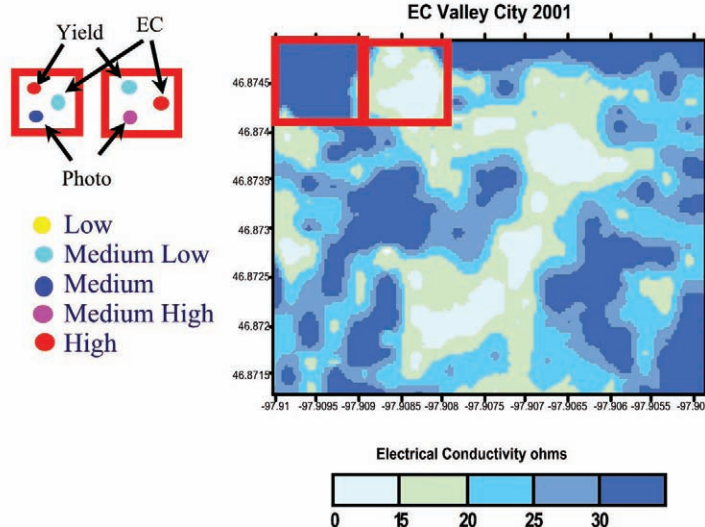 EC Valley City 2001
Yield EC
Photo
Low
Medium Low
Medium
Medium High
High
46.8745
46.874
46.8735
46.873
46.8725
46.872
46.8715
-97.91 -97.9095 -97.909 -97.9085 -97.908 -97.9075 -97.907 -97.9065 -97.906 -97.9055 -97.90
Electrical Conductivity ohms
0 15 20 25 30